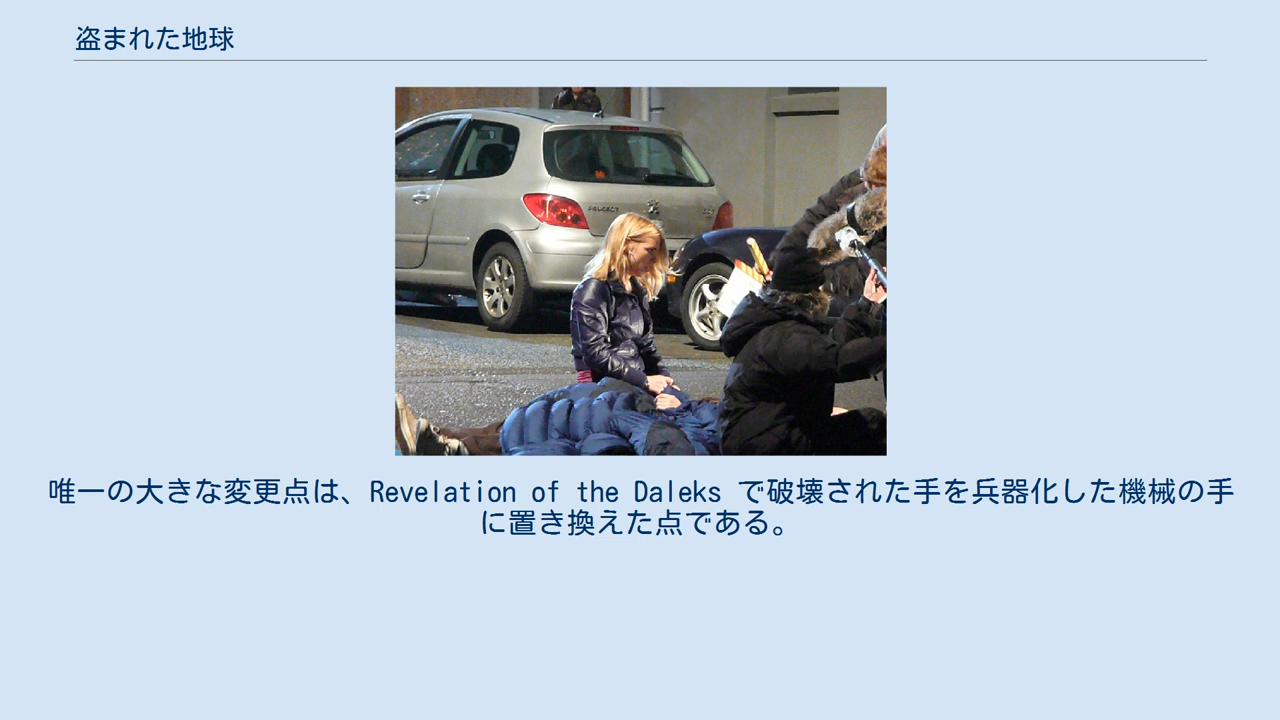 盗まれた地球
PEUGEOT
唯一の大きな変更点は、Revelation of the Daleks で破壊された手を兵器化した機械の手
に置き換えた点である。